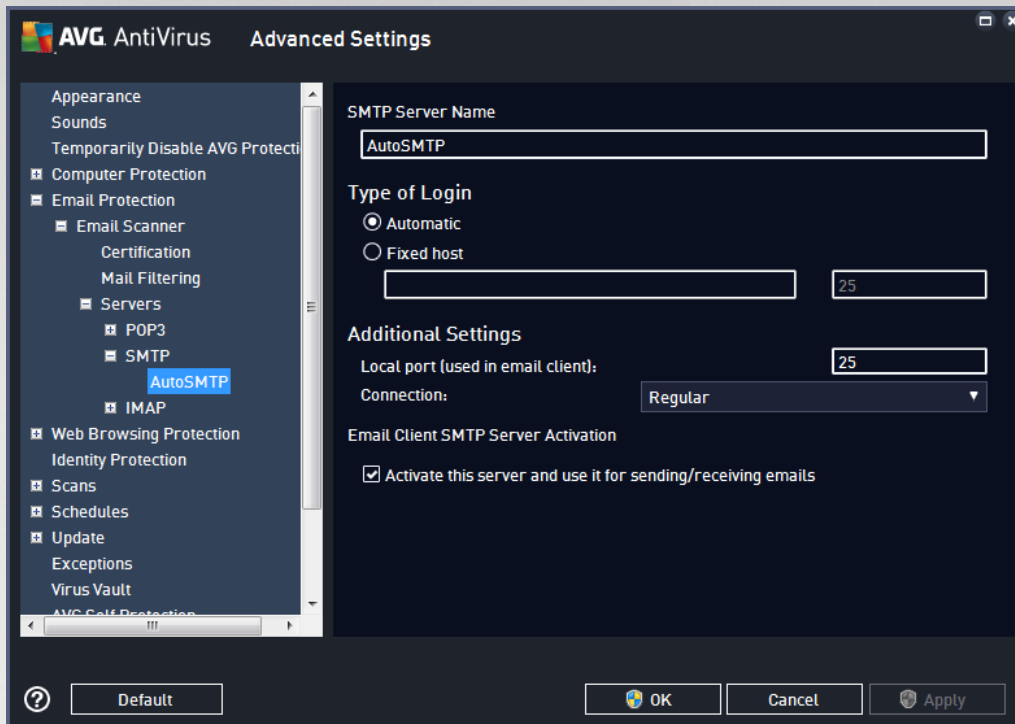 AVG. AntiVirus Advanced Settings
Appearance
Sounds
Temporarily Disable AVG Protecti
Computer Protection
Email Protection
Email Scanner
Certification
Mail Filtering
Servers
POP3
SMTP
AutoSMTP
IMAP
Web Browsing Protection
Identity Protection
Scans
Schedules
Update
Exceptions
Virus Vault
AVG Self Protection
SMTP Server Name
AutoSMTP
Type of Login
Automatic
Fixed host
25
Additional Settings
Local port (used in email client): 25
Connection: Regular
Email Client SMTP Server Activation
Activate this server and use it for sending/receiving emails
? Default OK Cancel Apply